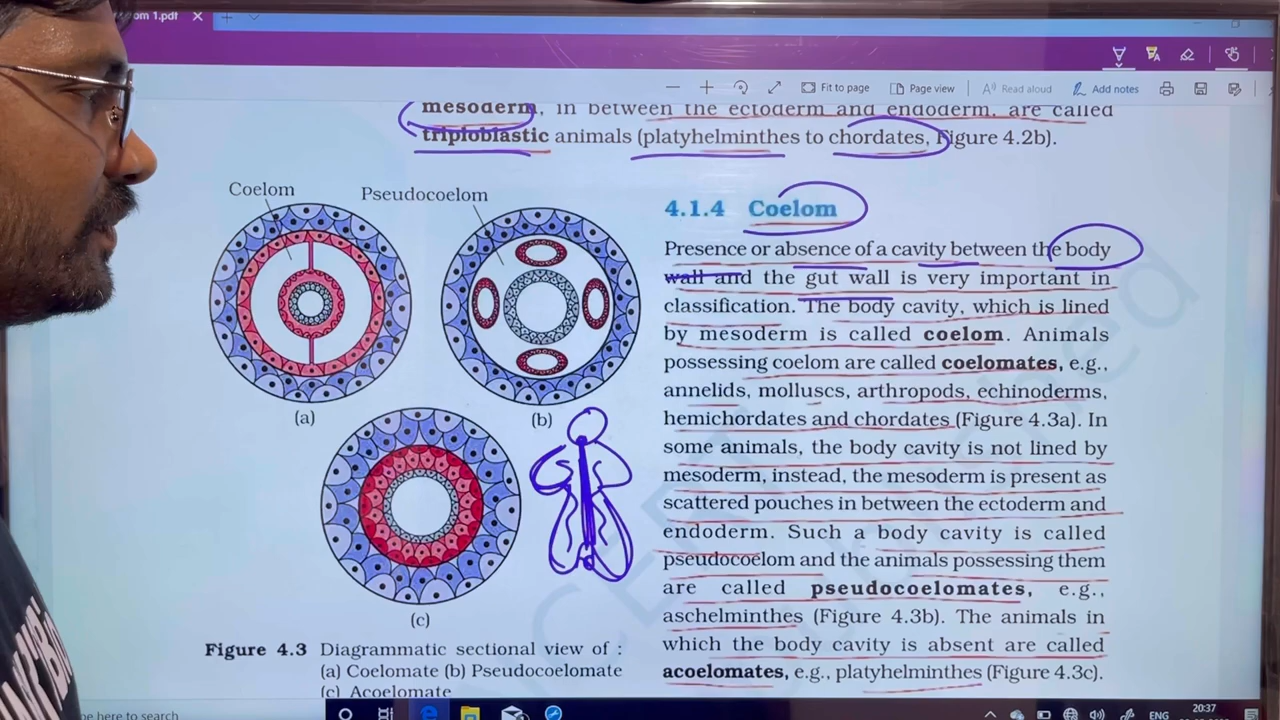 om 1.pdf
Fit to page
Page view
Read aloud
Add notes
mesoderm, in between the ectoderm and endoderm, are called
triploblastic animals (platyhelminthes to chordates, Figure 4.2b).
Coelom
Pseudocoelom
(a)
(b)
(c)
Figure 4.3 Diagrammatic sectional view of :
(a) Coelomate (b) Pseudocoelomate
(c) Acoelomate
4.1.4 Coelom
Presence or absence of a cavity between the body
wall and the gut wall is very important in
classification. The body cavity, which is lined
by mesoderm is called coelom. Animals
possessing coelom are called coelomates, e.g.,
annelids, molluscs, arthropods, echinoderms,
hemichordates and chordates (Figure 4.3a). In
some animals, the body cavity is not lined by
mesoderm, instead, the mesoderm is present as
scattered pouches in between the ectoderm and
endoderm. Such a body cavity is called
pseudocoelom and the animals possessing them
are called pseudocoelomates, e.g.,
aschelminthes (Figure 4.3b). The animals in
which the body cavity is absent are called
acoelomates, e.g., platyhelminthes (Figure 4.3c).
pe here to search
ENG
20:37